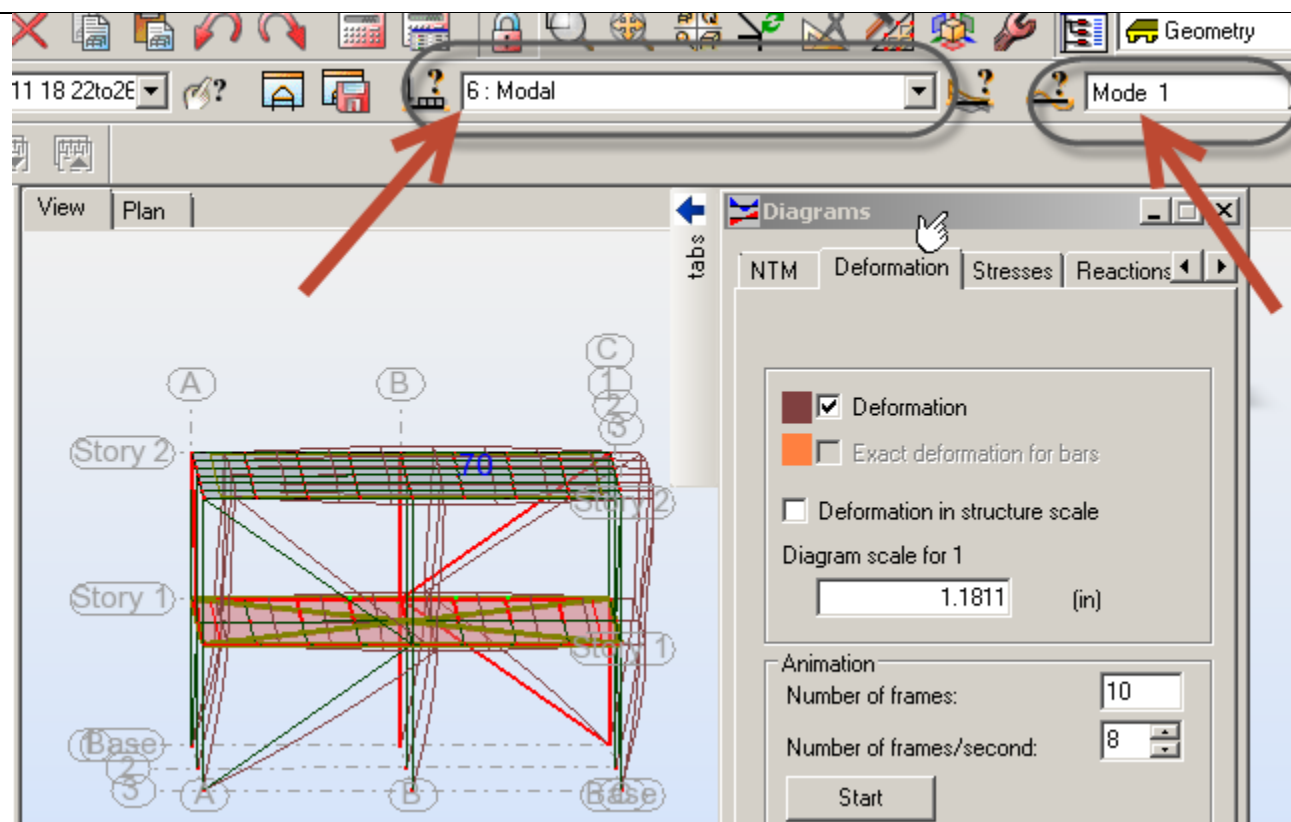 Geometry
11 18 22to26
6 : Modal
Mode 1
View
Plan
tabs
Diagrams
NTM
Deformation
Stresses
Reactions
Deformation
Exact deformation for bars
Deformation in structure scale
Diagram scale for 1
1.1811 (in)
Animation
Number of frames: 10
Number of frames/second: 8
Start
C
1
2
3
A
B
Story 2
70
Story 2
Story 1
Story 1
Base
2
3
A
B
Base